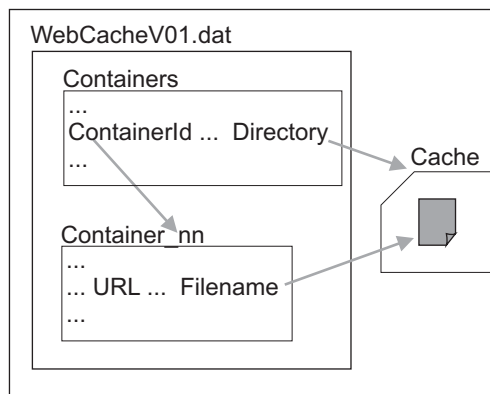 WebCacheV01.dat
Containers
...
ContainerId ... Directory
...
Cache
Container_nn
...
... URL ... Filename
...